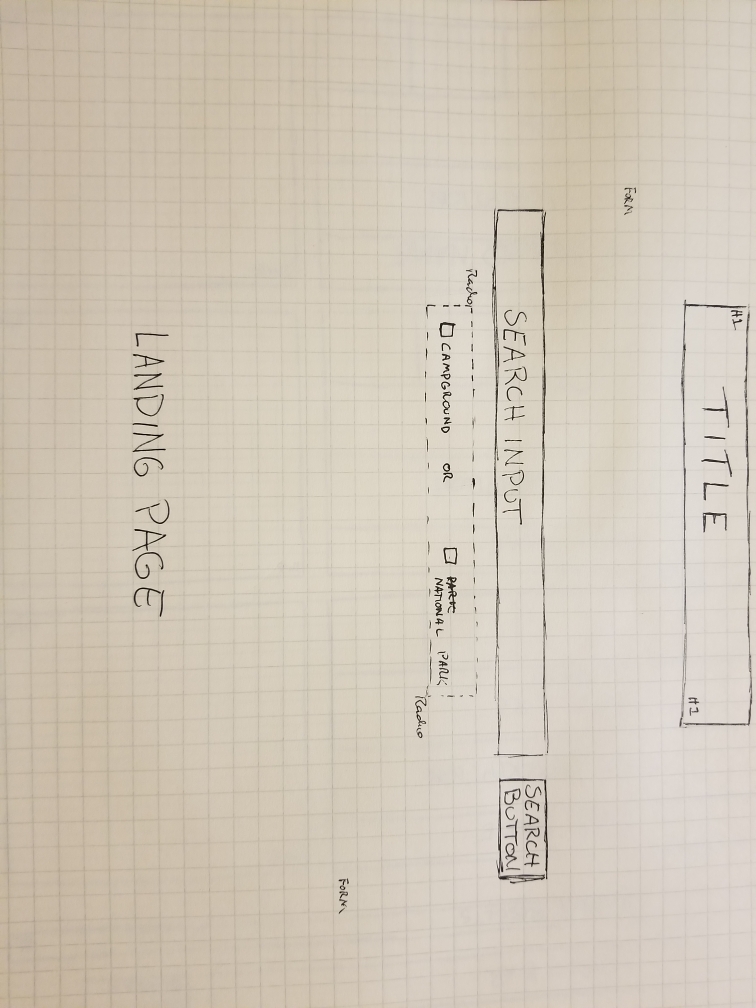 H1
TITLE
H1
FORM
SEARCH INPUT
SEARCH
BUTTON
Radio
CAMPGROUND OR
PARK
NATIONAL PARK
Radio
FORM
LANDING PAGE